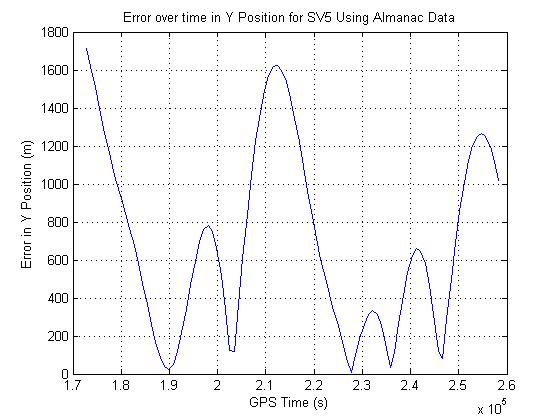 Error over time in Y Position for SV5 Using Almanac Data
1800
1600
1400
1200
1000
800
600
400
200
0
Error in Y Position (m)
1.7 1.8 1.9 2 2.1 2.2 2.3 2.4 2.5 2.6
GPS Time (s)
x 10^5